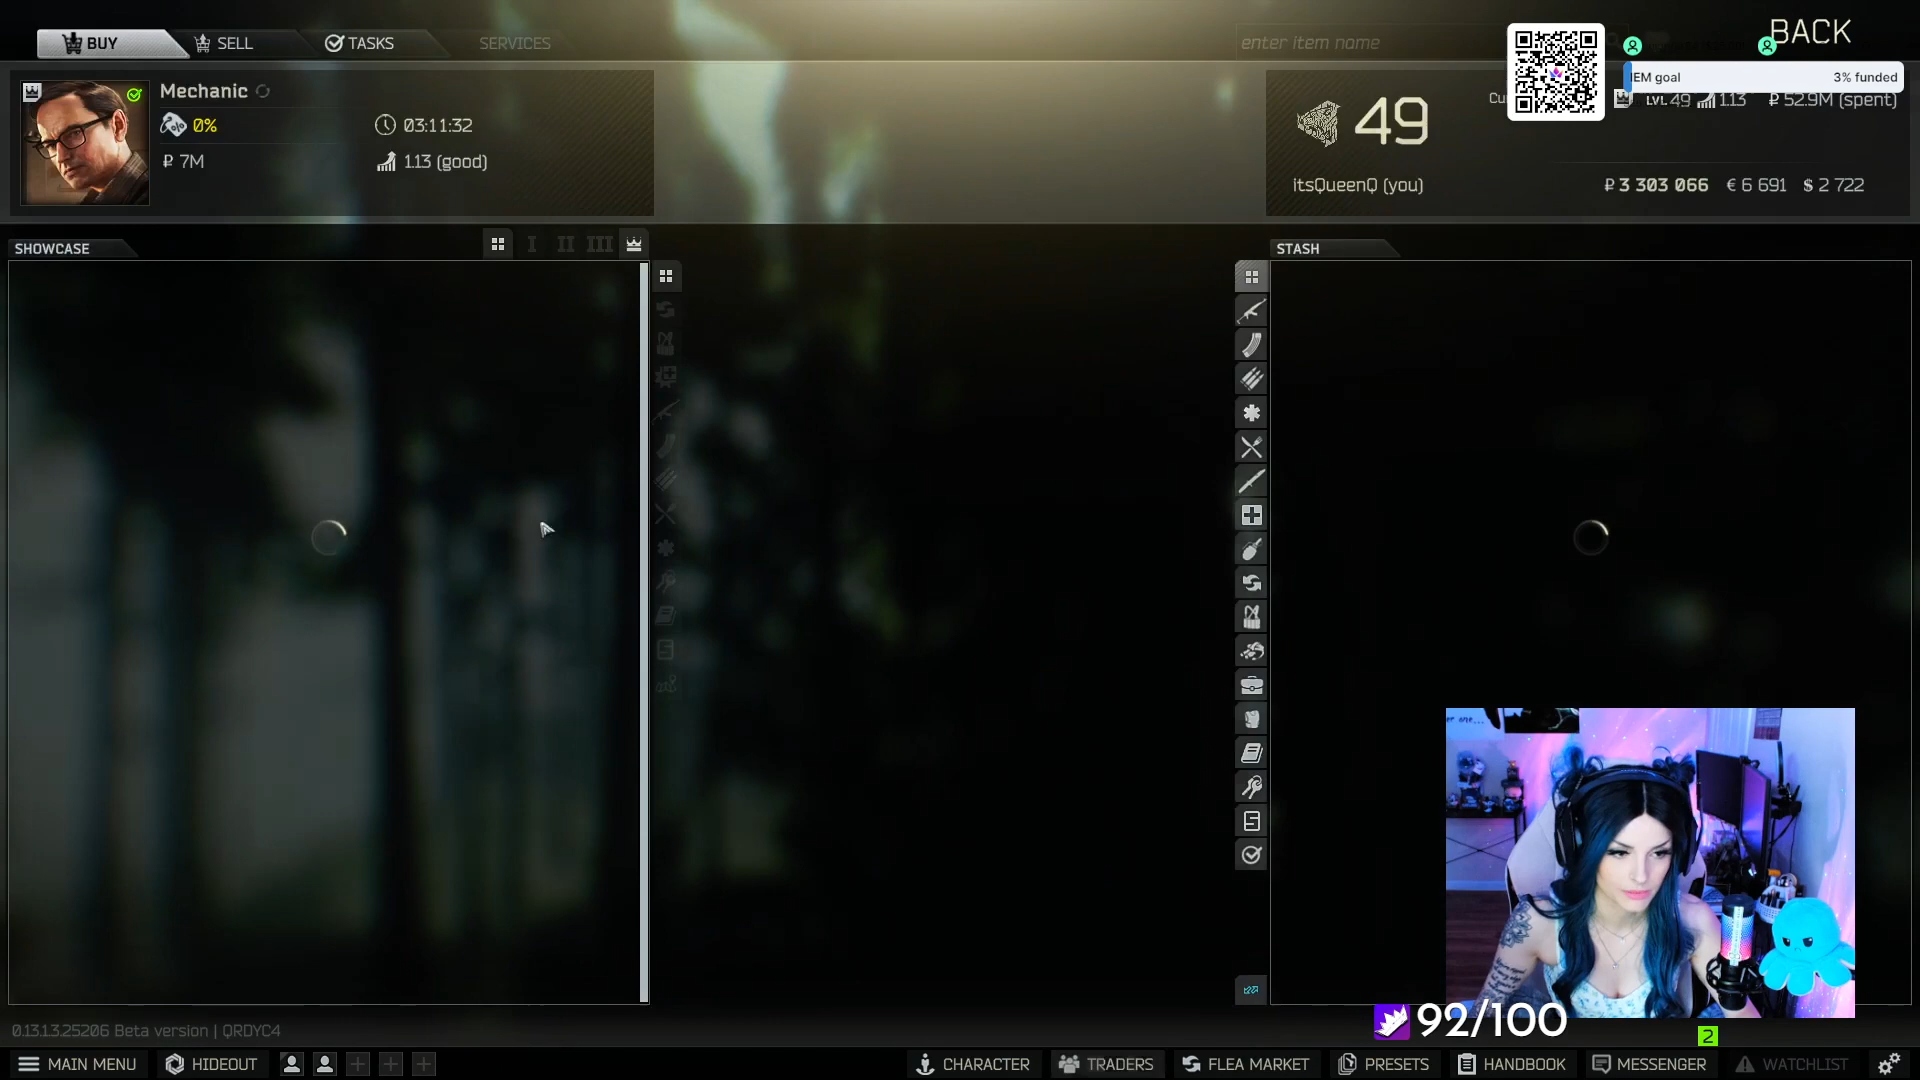 BUY
SELL
TASKS
SERVICES
enter item name
BACK
IEM goal
3% funded
Mechanic
0%
03:11:32
₽ 7M
1.13 (good)
49
LVL 49
1.13
₽ 52.9M (spent)
itsQueenQ (you)
₽ 3 303 066
€ 6 691
$ 2 722
SHOWCASE
I
II
III
STASH
92/100
2
0.13.1.3.25206 Beta version | QRDYC4
MAIN MENU
HIDEOUT
CHARACTER
TRADERS
FLEA MARKET
PRESETS
HANDBOOK
MESSENGER
WATCHLIST